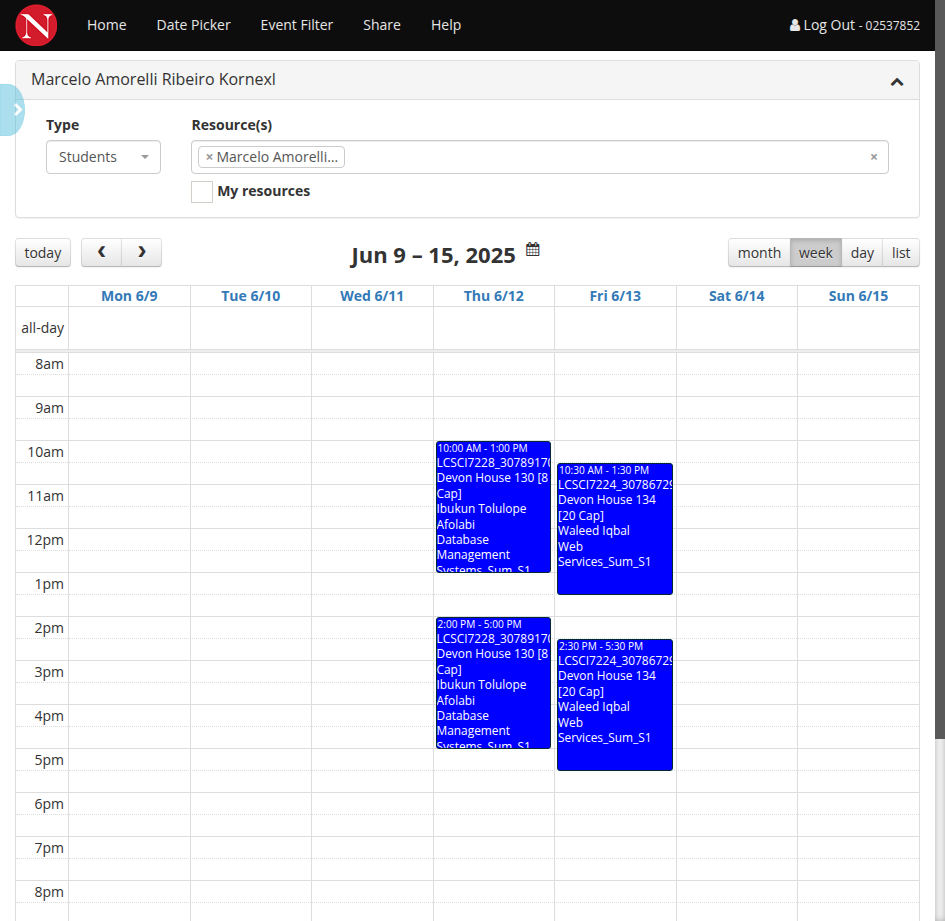 N
Home Date Picker Event Filter Share Help Log Out - 02537852
Marcelo Amorelli Ribeiro Kornexl
Type Resource(s)
Students × Marcelo Amorelli... ×
My resources
today Jun 9 – 15, 2025 month week day list
Mon 6/9 Tue 6/10 Wed 6/11 Thu 6/12 Fri 6/13 Sat 6/14 Sun 6/15
all-day
8am
9am
10am
11am
12pm
1pm
2pm
3pm
4pm
5pm
6pm
7pm
8pm
10:00 AM - 1:00 PM
LCSCI7228_3078917
Devon House 130 [8
Cap]
Ibukun Tolulope
Afolabi
Database
Management
Systems_Sum_S1
2:00 PM - 5:00 PM
LCSCI7228_3078917
Devon House 130 [8
Cap]
Ibukun Tolulope
Afolabi
Database
Management
Systems_Sum_S1
10:30 AM - 1:30 PM
LCSCI7224_3078672
Devon House 134
[20 Cap]
Waleed Iqbal
Web
Services_Sum_S1
2:30 PM - 5:30 PM
LCSCI7224_3078672
Devon House 134
[20 Cap]
Waleed Iqbal
Web
Services_Sum_S1